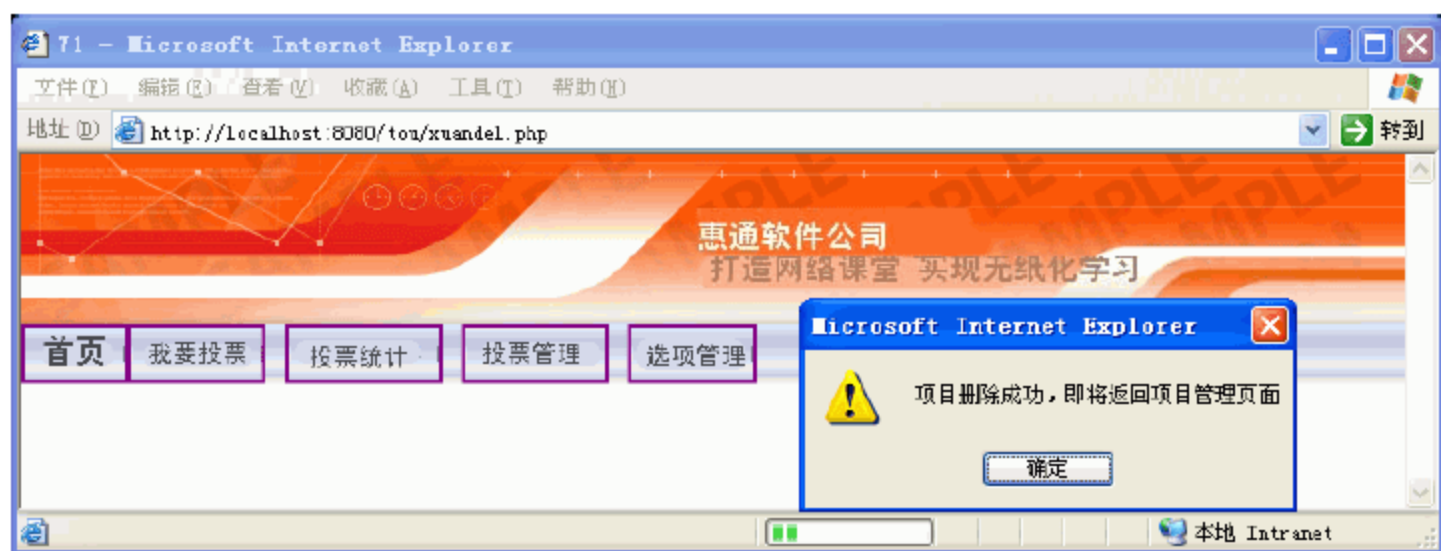 71 - Microsoft Internet Explorer
文件(F) 编辑(E) 查看(V) 收藏(A) 工具(T) 帮助(H)
地址(D) http://localhost:8080/tou/xuandel.php 转到
惠通软件公司
打造网络课堂 实现无纸化学习
首页 我要投票 投票统计 投票管理 选项管理
Microsoft Internet Explorer
项目删除成功,即将返回项目管理页面
确定
本地 Intranet